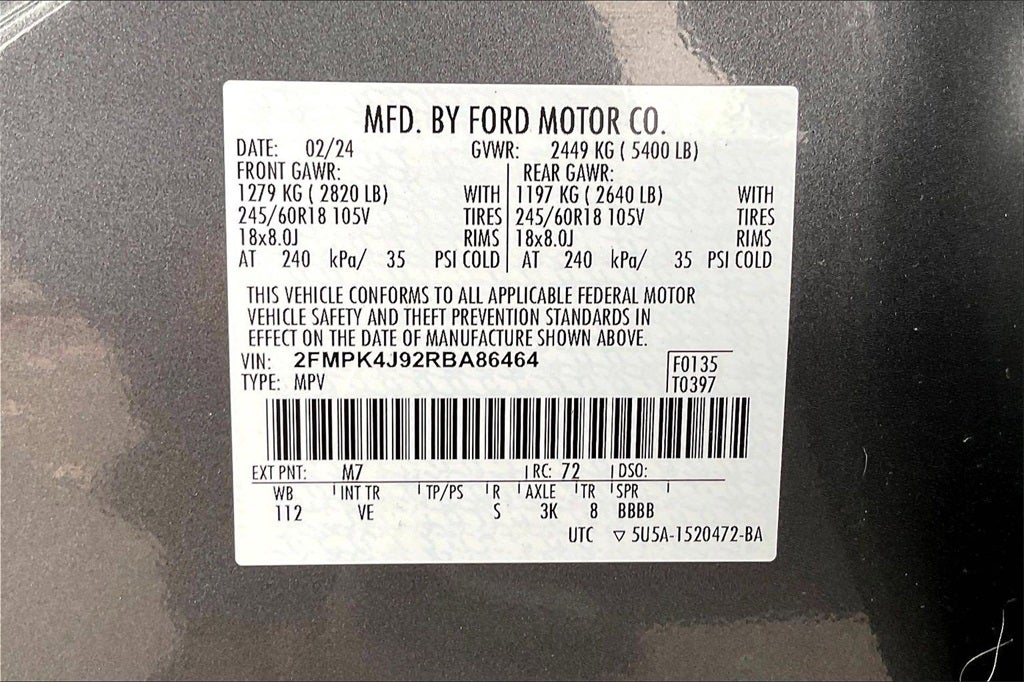 MFD. BY FORD MOTOR CO.
DATE: 02/24 GVWR: 2449 KG ( 5400 LB)
FRONT GAWR: REAR GAWR:
1279 KG ( 2820 LB) WITH 1197 KG ( 2640 LB) WITH
245/60R18 105V TIRES 245/60R18 105V TIRES
18x8.0J RIMS 18x8.0J RIMS
AT 240 kPa/ 35 PSI COLD AT 240 kPa/ 35 PSI COLD
THIS VEHICLE CONFORMS TO ALL APPLICABLE FEDERAL MOTOR
VEHICLE SAFETY AND THEFT PREVENTION STANDARDS IN
EFFECT ON THE DATE OF MANUFACTURE SHOWN ABOVE.
VIN: 2FMPK4J92RBA86464 F0135
TYPE: MPV T0397
EXT PNT: M7 RC: 72 DSO:
WB INT TR TP/PS R AXLE TR SPR
112 VE S 3K 8 BBBB
UTC ▽ 5U5A-1520472-BA